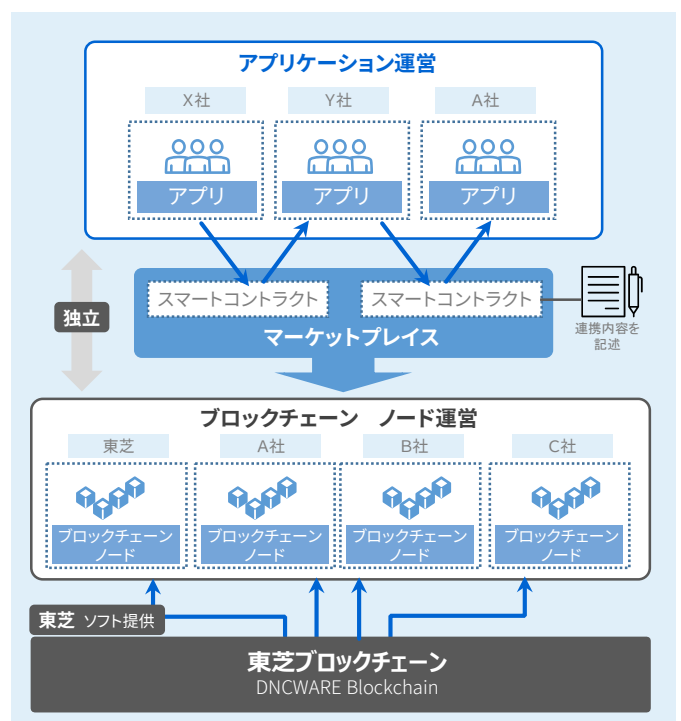 アプリケーション運営
X社
Y社
A社
アプリ
アプリ
アプリ
スマートコントラクト
スマートコントラクト
マーケットプレイス
連携内容を
記述
独立
ブロックチェーン　ノード運営
東芝
A社
B社
C社
ブロックチェーン
ノード
ブロックチェーン
ノード
ブロックチェーン
ノード
ブロックチェーン
ノード
東芝 ソフト提供
東芝ブロックチェーン
DNCWARE Blockchain